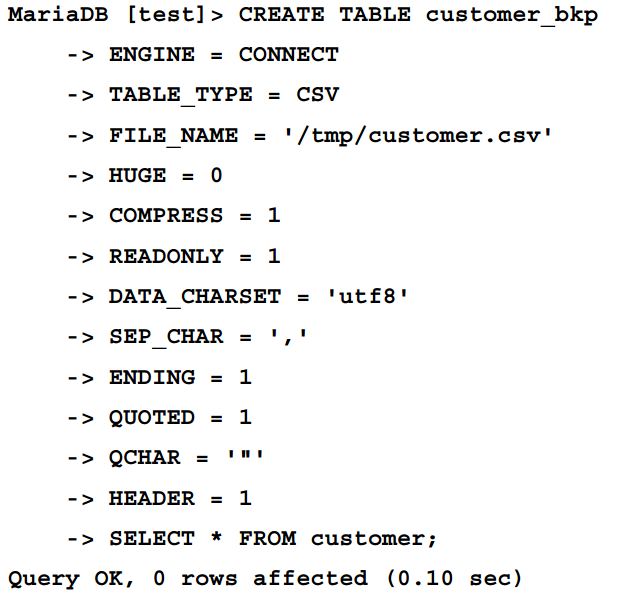 MariaDB [test]> CREATE TABLE customer_bkp
-> ENGINE = CONNECT
-> TABLE_TYPE = CSV
-> FILE_NAME = '/tmp/customer.csv'
-> HUGE = 0
-> COMPRESS = 1
-> READONLY = 1
-> DATA_CHARSET = 'utf8'
-> SEP_CHAR = ','
-> ENDING = 1
-> QUOTED = 1
-> QCHAR = '"'
-> HEADER = 1
-> SELECT * FROM customer;
Query OK, 0 rows affected (0.10 sec)